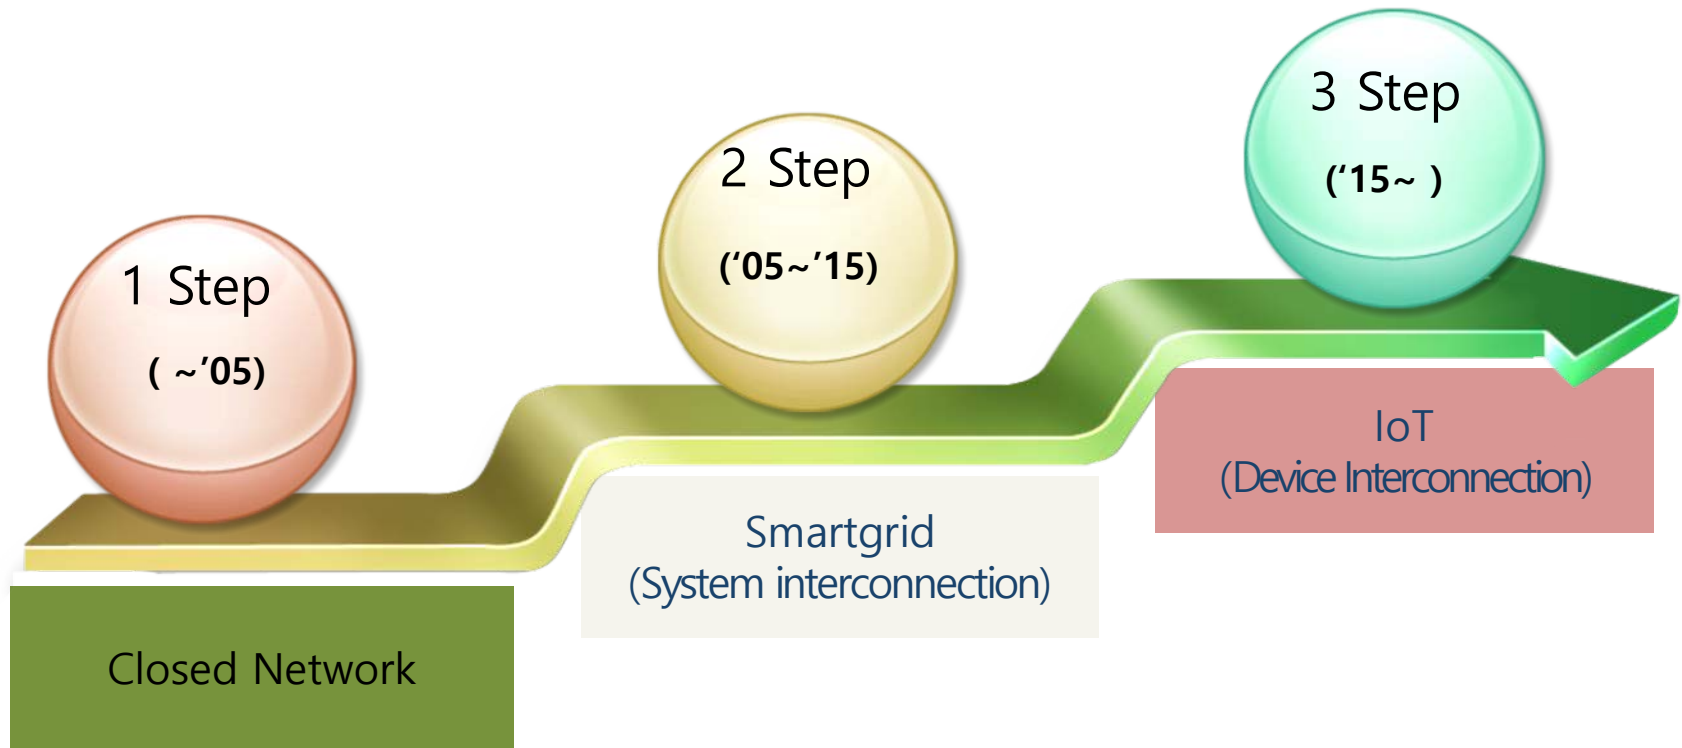 1 Step
( ~’05)
Closed Network
2 Step
(‘05~’15)
Smartgrid
(System interconnection)
3 Step
(‘15~ )
IoT
(Device Interconnection)